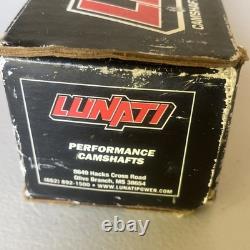 LUNATI
PERFORMANCE
CAMSHAFTS
8649 Hacks Cross Road
Olive Branch, MS 38654
(662) 892-1500 • WWW.LUNATIPOWER.COM